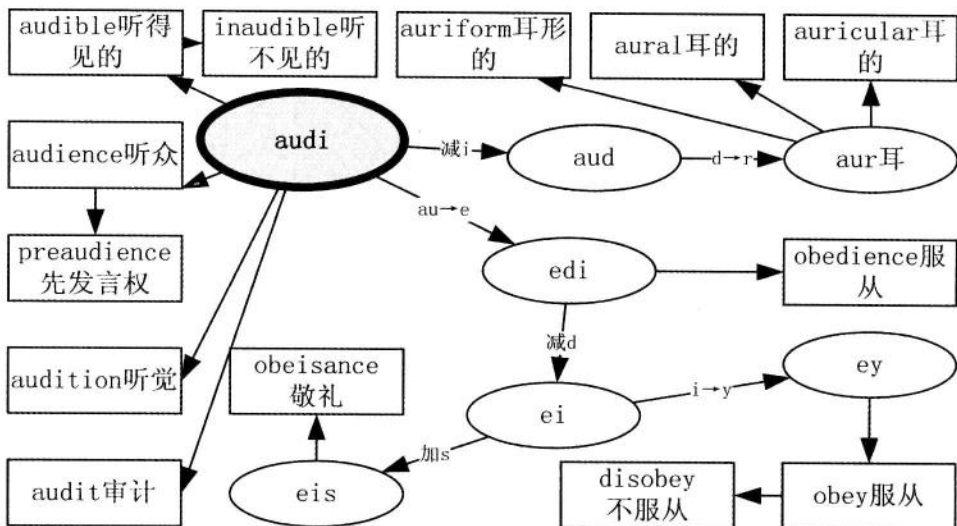 audible听得
见的
inaudible听
不见的
auriform耳形
的
aural耳的
auricular耳
的
audi
减i
aud
d→r
aur耳
audience听众
au→e
preaudience
先发言权
edi
obedience服
从
减d
audition听觉
obeisance
敬礼
ei
i→y
ey
加s
audit审计
eis
disobey
不服从
obey服从